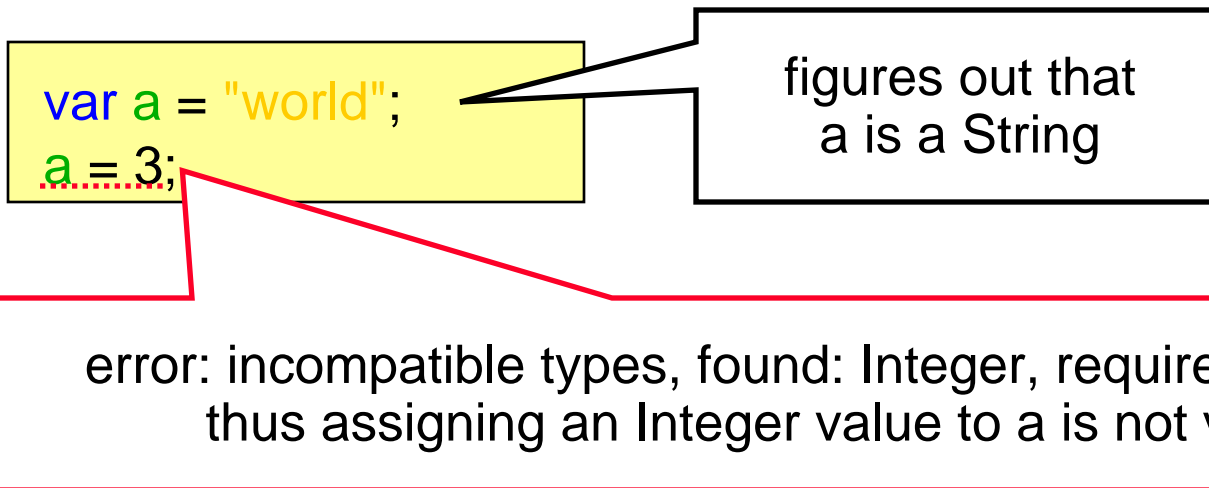 var a = "world";
a = 3;
figures out that
a is a String
error: incompatible types, found: Integer, require
thus assigning an Integer value to a is not